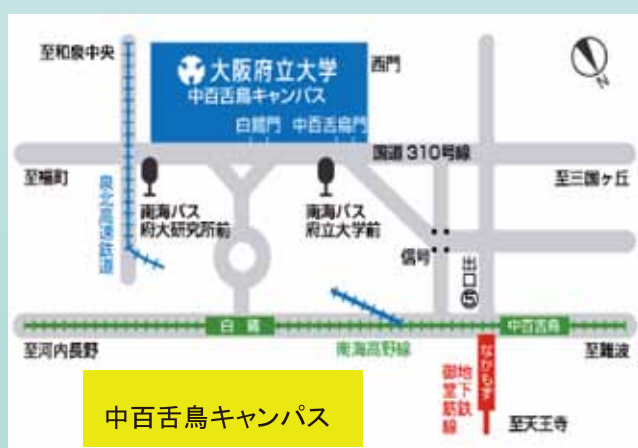 至和泉中央
大阪府立大学
中百舌鳥キャンパス
西門
N
白鷺門 中百舌鳥門
国道310号線
至福町
至三国ヶ丘
泉北高速鉄道
南海バス
府大研究所前
南海バス
府立大学前
信号
出口⑤
白鷺
中百舌鳥
至河内長野
南海高野線
なかもず
至難波
地下鉄
御堂筋線
至天王寺
中百舌鳥キャンパス